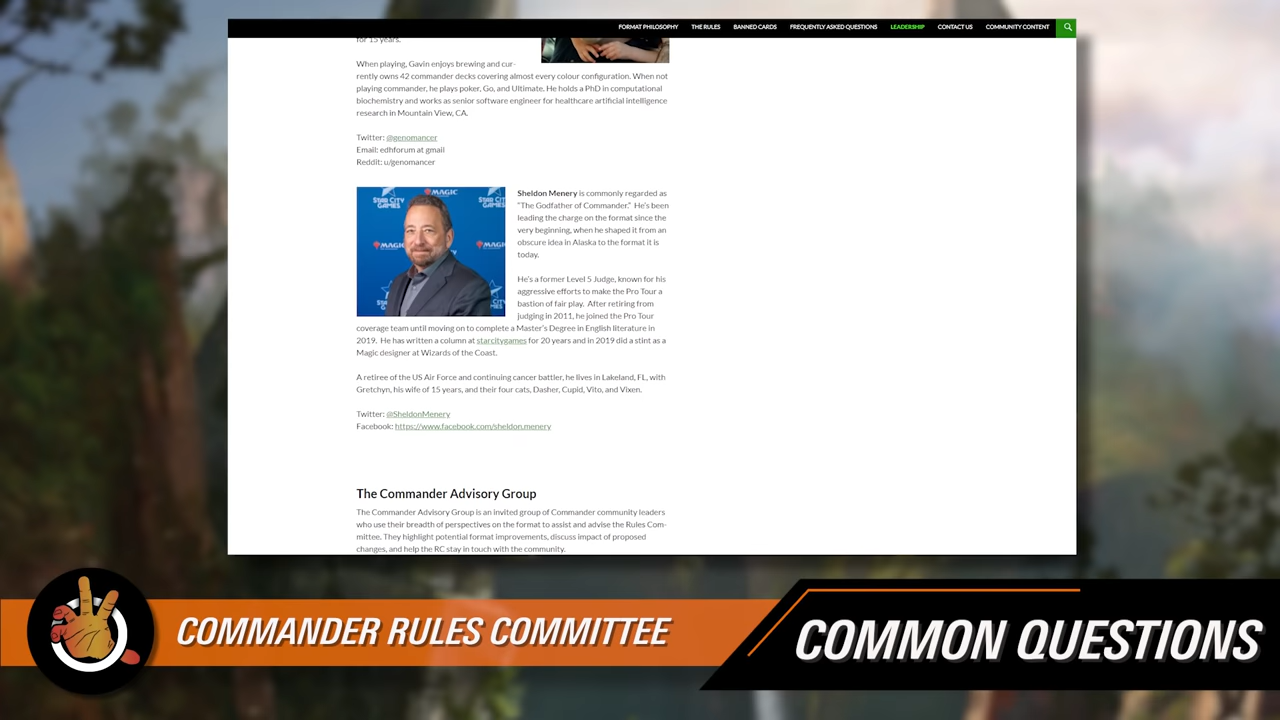 FORMAT PHILOSOPHY THE RULES BANNED CARDS FREQUENTLY ASKED QUESTIONS LEADERSHIP CONTACT US COMMUNITY CONTENT
for 15 years.
When playing, Gavin enjoys brewing and cur-
rently owns 42 commander decks covering almost every colour configuration. When not
playing commander, he plays poker, Go, and Ultimate. He holds a PhD in computational
biochemistry and works as senior software engineer for healthcare artificial intelligence
research in Mountain View, CA.
Twitter: @genomancer
Email: edhforum at gmail
Reddit: u/genomancer
MAGIC
STAR CITY
GAMES
STAR CITY
GAMES
MAGIC
MAGI
Sheldon Menery is commonly regarded as
"The Godfather of Commander." He's been
leading the charge on the format since the
very beginning, when he shaped it from an
obscure idea in Alaska to the format it is
today.
He's a former Level 5 Judge, known for his
aggressive efforts to make the Pro Tour a
bastion of fair play. After retiring from
judging in 2011, he joined the Pro Tour
coverage team until moving on to complete a Master's Degree in English literature in
2019. He has written a column at starcitygames for 20 years and in 2019 did a stint as a
Magic designer at Wizards of the Coast.
A retiree of the US Air Force and continuing cancer battler, he lives in Lakeland, FL, with
Gretchyn, his wife of 15 years, and their four cats, Dasher, Cupid, Vito, and Vixen.
Twitter: @SheldonMenery
Facebook: https://www.facebook.com/sheldon.menery
The Commander Advisory Group
The Commander Advisory Group is an invited group of Commander community leaders
who use their breadth of perspectives on the format to assist and advise the Rules Com-
mittee. They highlight potential format improvements, discuss impact of proposed
changes, and help the RC stay in touch with the community.
COMMANDER RULES COMMITTEE
COMMON QUESTIONS